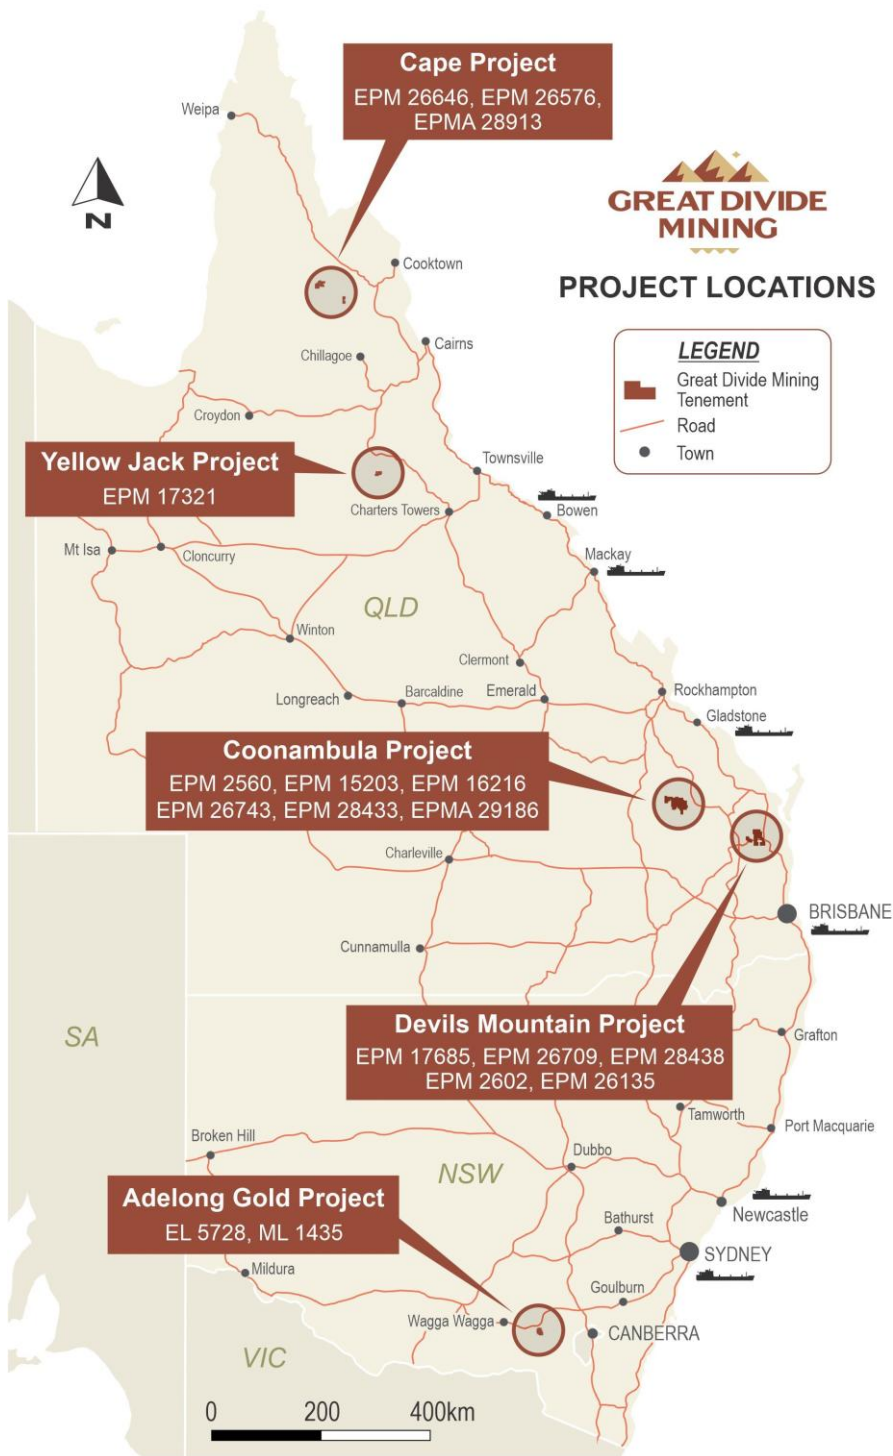 Cape Project
EPM 26646, EPM 26576,
EPMA 28913
Weipa
N
GREAT DIVIDE
MINING
PROJECT LOCATIONS
Cooktown
LEGEND
Great Divide Mining
Tenement
Road
Town
Cairns
Chillagoe
Croydon
Yellow Jack Project
EPM 17321
Townsville
Charters Towers
Bowen
Mt Isa
Cloncurry
Mackay
QLD
Winton
Clermont
Longreach
Barcaldine
Emerald
Rockhampton
Gladstone
Coonambula Project
EPM 2560, EPM 15203, EPM 16216
EPM 26743, EPM 28433, EPMA 29186
Charleville
BRISBANE
Cunnamulla
SA
Devils Mountain Project
EPM 17685, EPM 26709, EPM 28438
EPM 2602, EPM 26135
Grafton
Tamworth
Port Macquarie
Broken Hill
Dubbo
NSW
Adelong Gold Project
EL 5728, ML 1435
Newcastle
Bathurst
SYDNEY
Mildura
Goulburn
Wagga Wagga
CANBERRA
VIC
0 200 400km